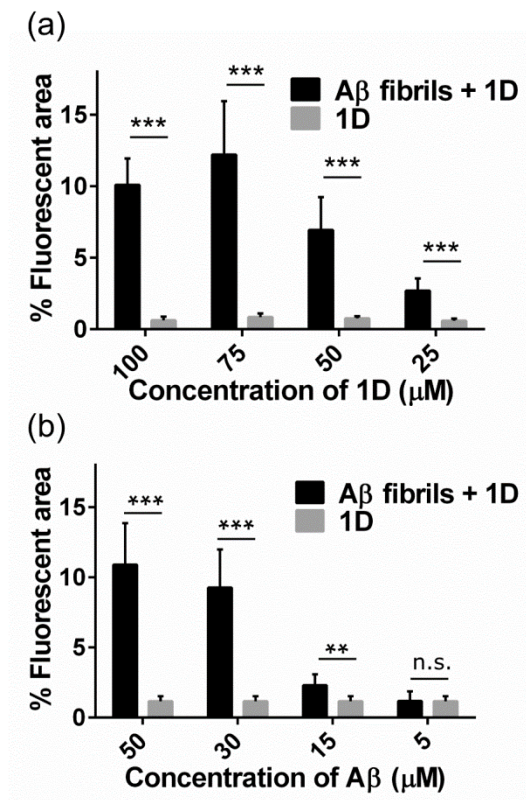 (a)
% Fluorescent area
15
10
5
0
***
***
***
***
Aβ fibrils + 1D
1D
100
75
50
25
Concentration of 1D (μM)
(b)
% Fluorescent area
15
10
5
0
***
***
**
n.s.
Aβ fibrils + 1D
1D
50
30
15
5
Concentration of Aβ (μM)